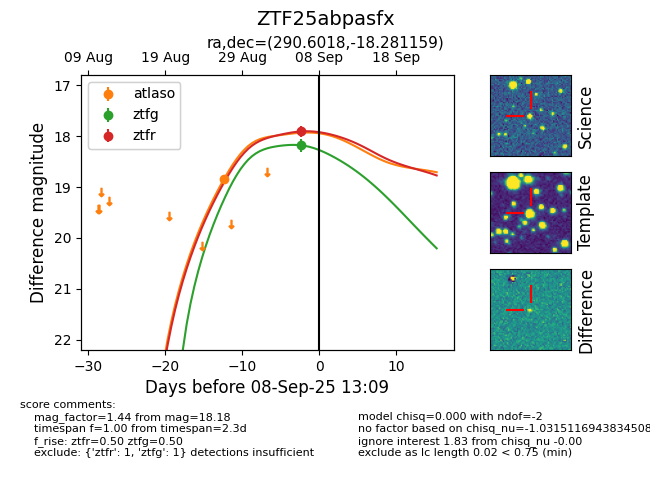 ZTF25abpasfx
ra,dec=(290.6018,-18.281159)
09 Aug 19 Aug 29 Aug 08 Sep 18 Sep
atlaso
ztfg
ztfr
17
18
19
20
21
22
Difference magnitude
−30 −20 −10 0 10
Days before 08-Sep-25 13:09
Science
Template
Difference
score comments:
mag_factor=1.44 from mag=18.18
timespan f=1.00 from timespan=2.3d
f_rise: ztfr=0.50 ztfg=0.50
exclude: {'ztfr': 1, 'ztfg': 1} detections insufficient
model chisq=0.000 with ndof=-2
no factor based on chisq_nu=-1.0315116943834508
ignore interest 1.83 from chisq_nu -0.00
exclude as lc length 0.02 < 0.75 (min)